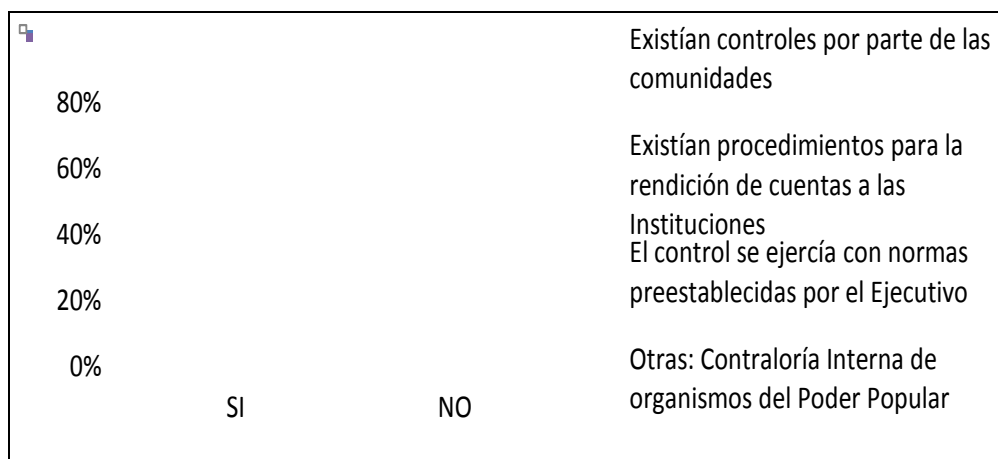 Existían controles por parte de las
comunidades
80%
Existían procedimientos para la
60%
rendición de cuentas a las
Instituciones
40%
El control se ejercía con normas
preestablecidas por el Ejecutivo
20%
0%
Otras: Contraloría Interna de
organismos del Poder Popular
SI
NO